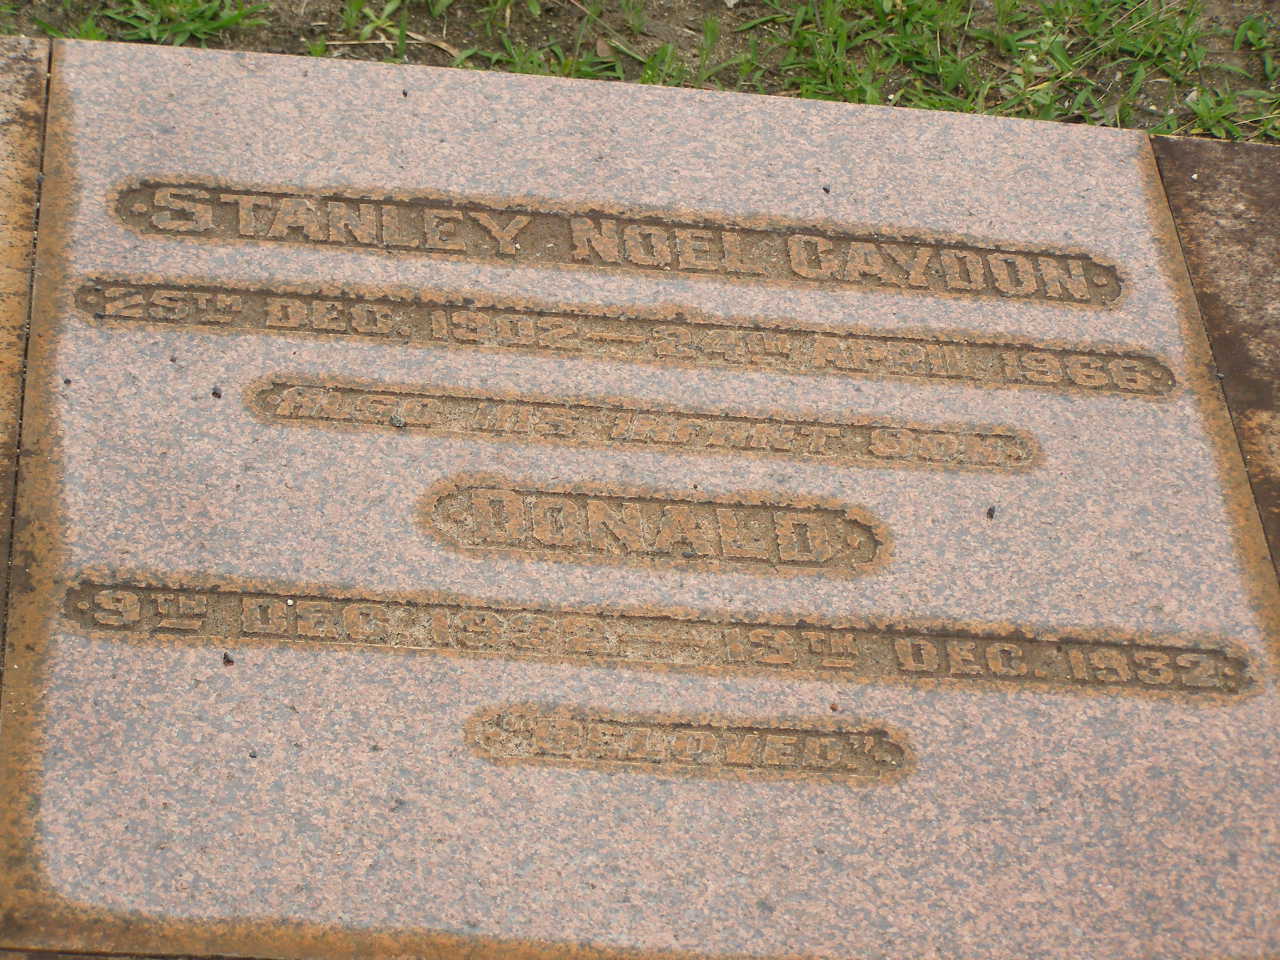 STANLEY NOEL GAYDON
25TH DEC. 1902 — 24TH APRIL 1966
ALSO HIS INFANT SON
DONALD
9TH DEC. 1932 — 13TH DEC. 1932
"BELOVED"